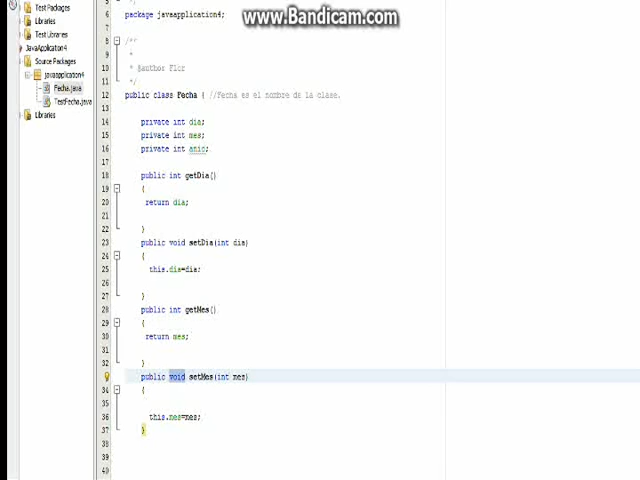 www.Bandicam.com
Test Packages
Libraries
Test Libraries
JavaApplication4
Source Packages
javaapplication4
Fecha.java
TestFecha.java
Libraries
5 */
6 package javaapplication4;
7
8 /**
9 *
10 * @author Flor
11 */
12 public class Fecha { //Fecha es el nombre de la clase.
13
14 private int dia;
15 private int mes;
16 private int anio;
17
18 public int getDia()
19 {
20 return dia;
21
22 }
23 public void setDia(int dia)
24 {
25 this.dia=dia;
26
27 }
28 public int getMes()
29 {
30 return mes;
31
32 }
public void setMes(int mes)
34 {
35
36 this.mes=mes;
37 }
38
39
40